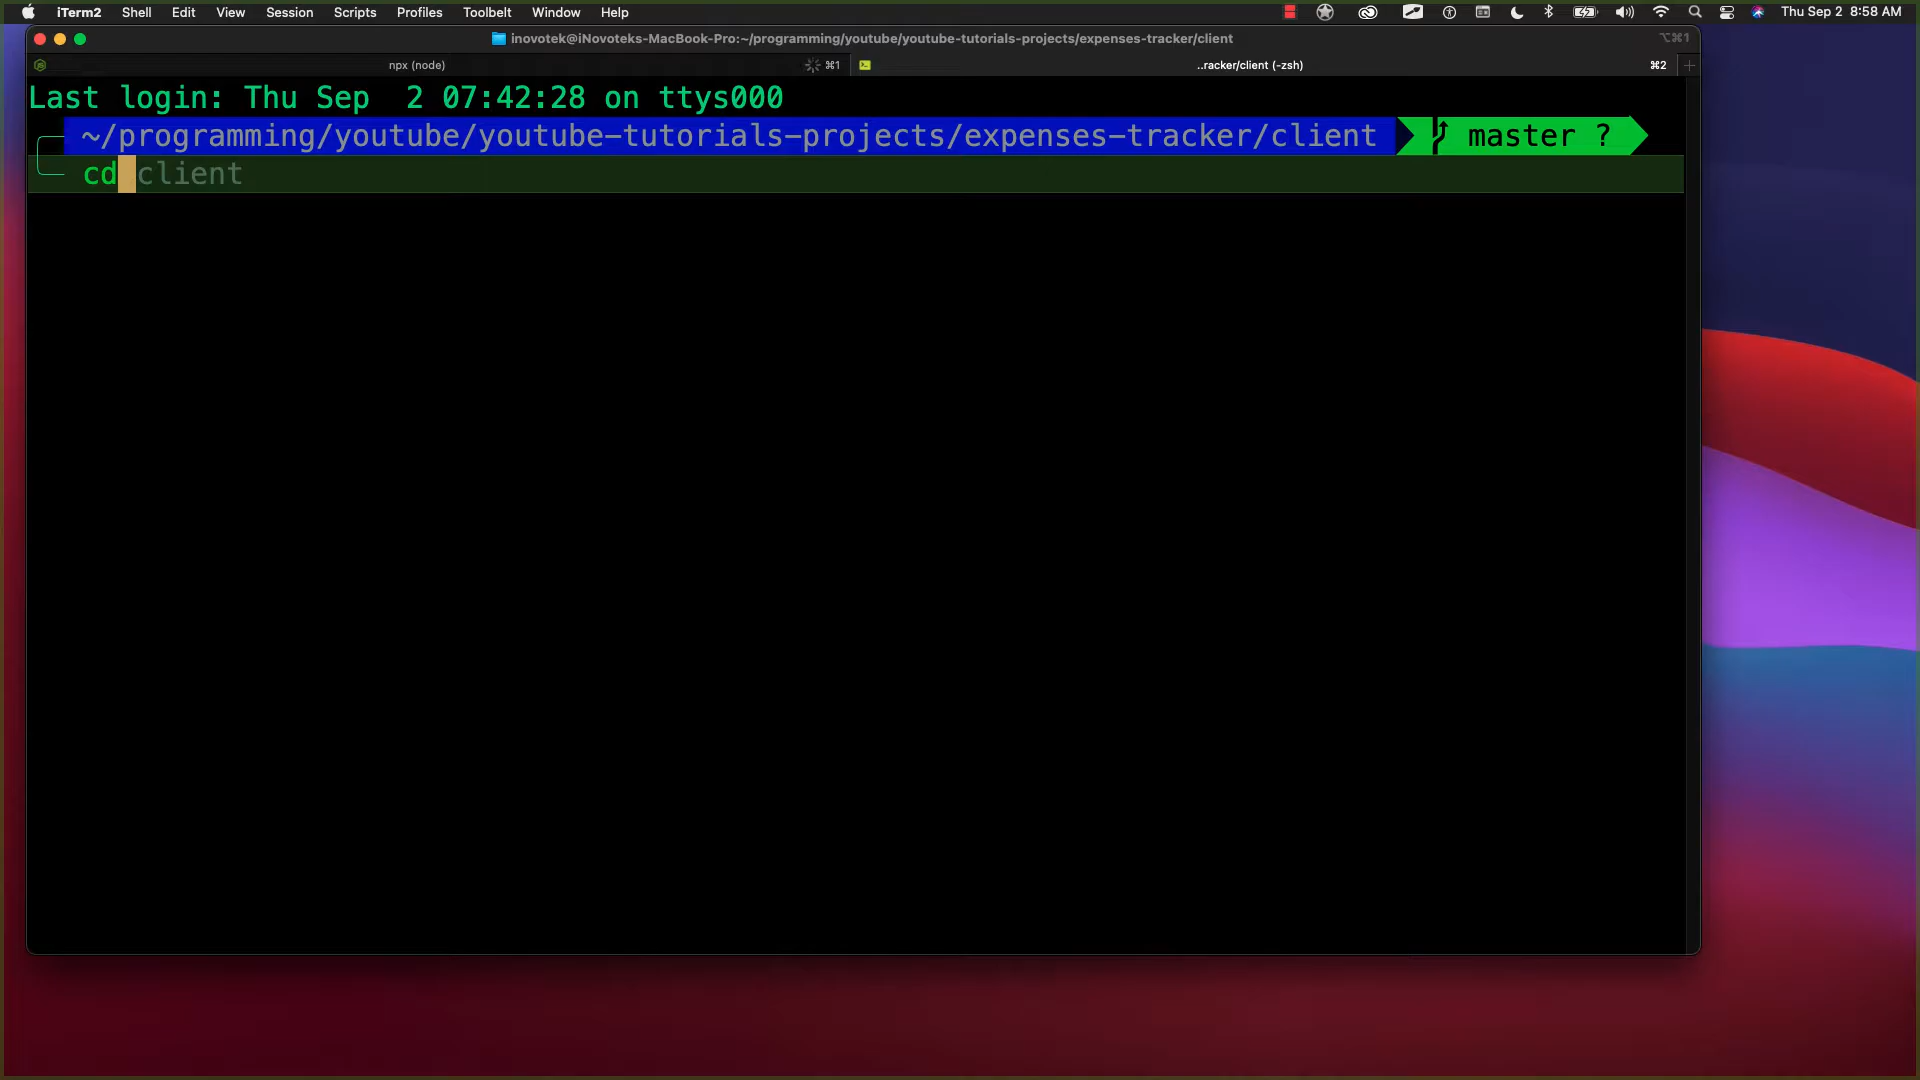 iTerm2 Shell Edit View Session Scripts Profiles Toolbelt Window Help Thu Sep 2 8:58 AM
inovotek@iNovoteks-MacBook-Pro:~/programming/youtube/youtube-tutorials-projects/expenses-tracker/client ⌥⌘1
npx (node) ⌘1 ..racker/client (-zsh) ⌘2
Last login: Thu Sep  2 07:42:28 on ttys000
~/programming/youtube/youtube-tutorials-projects/expenses-tracker/client master ?
cd client